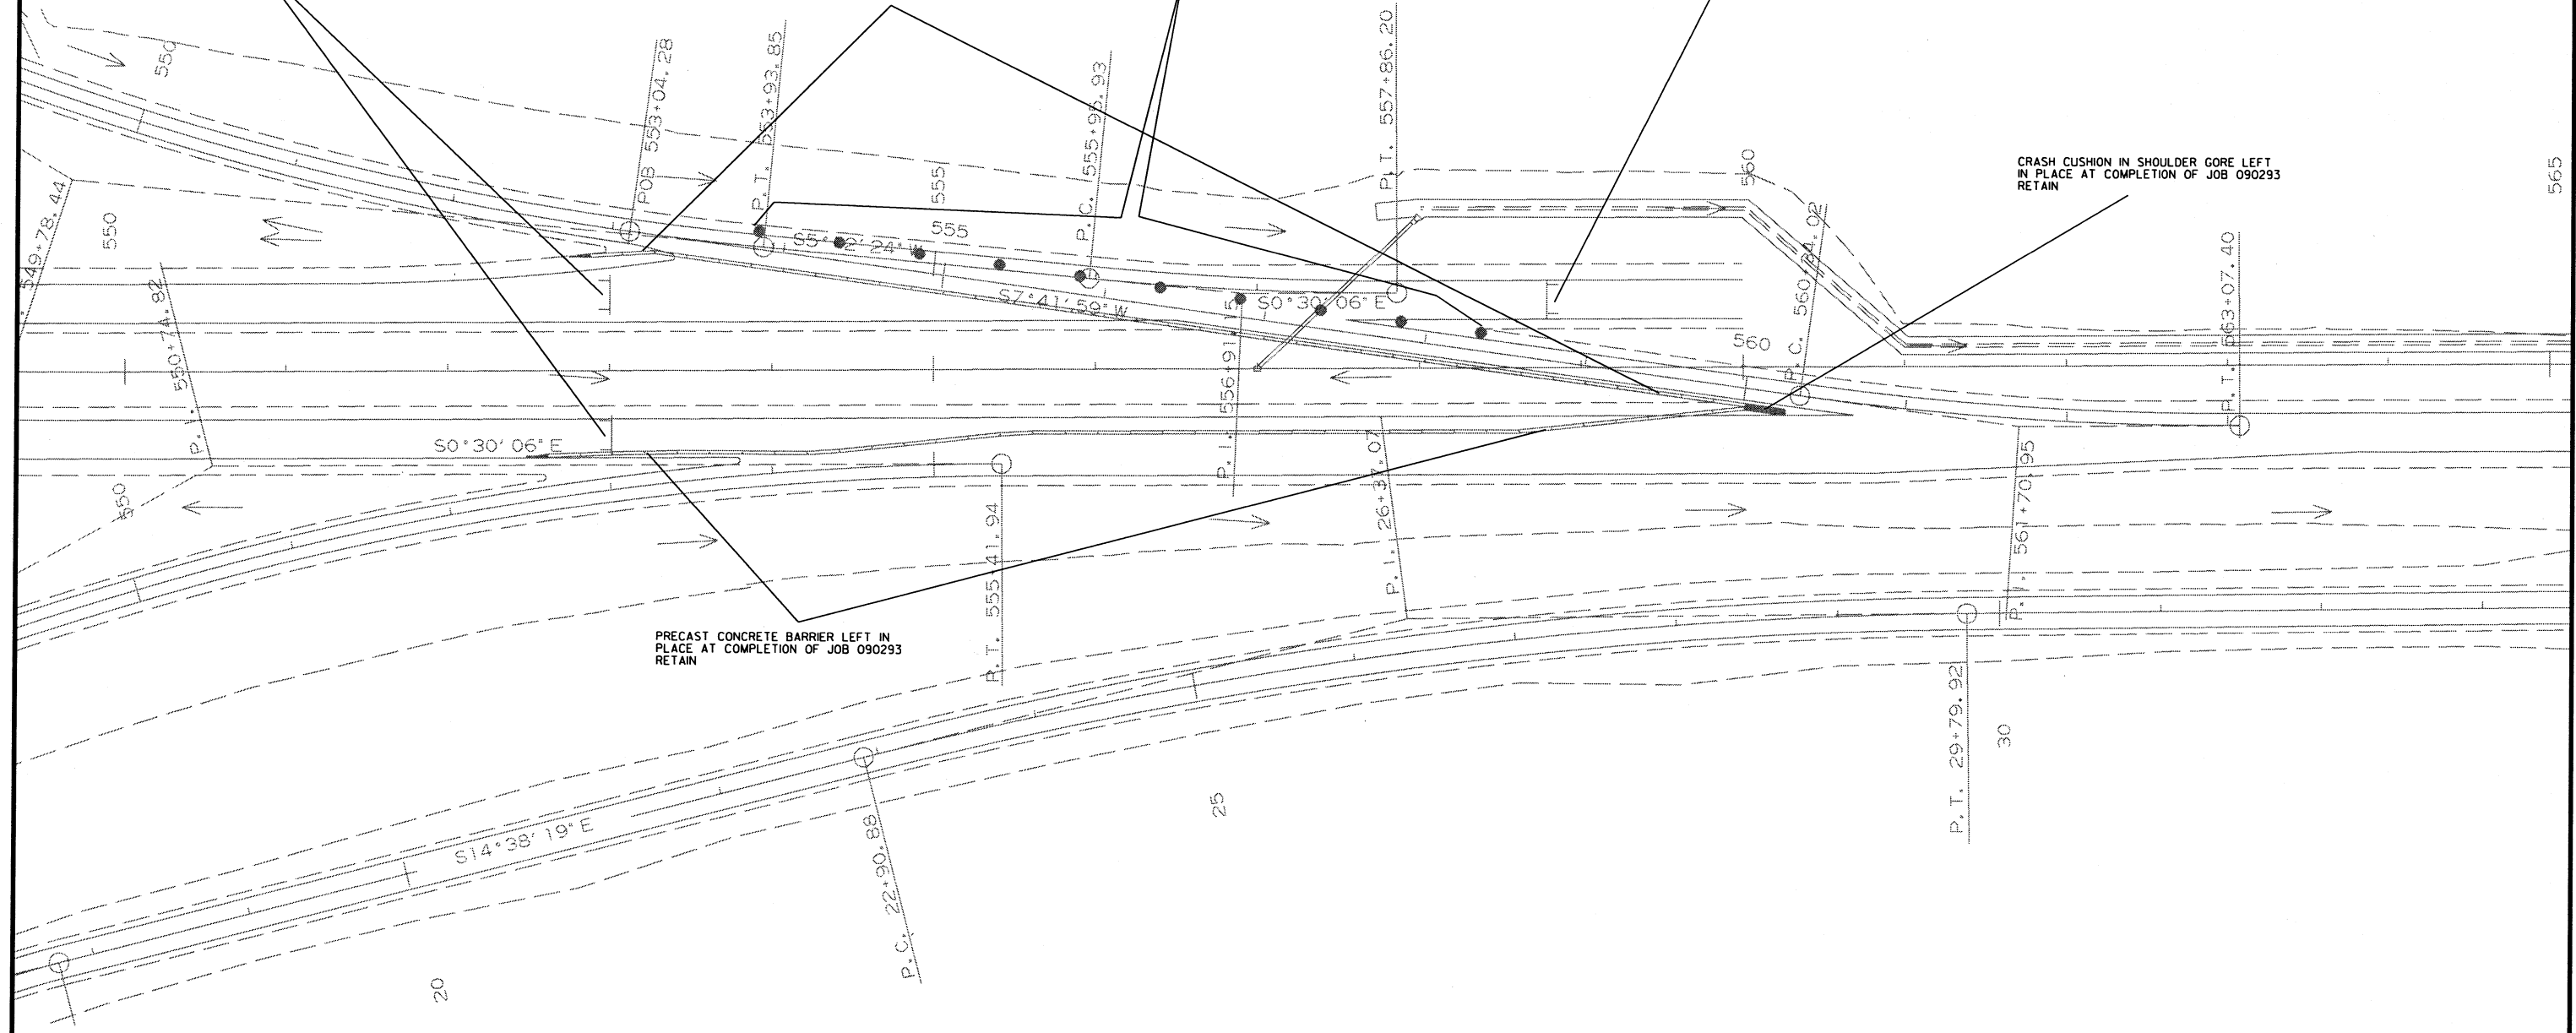 550
POB 553+04.28
P.T. 553+93.85
P.C. 555+95.93
P.T. 557+86.20
560
565
CRASH CUSHION IN SHOULDER GORE LEFT
IN PLACE AT COMPLETION OF JOB 090293
RETAIN
549+78.44
550
555
555
S7°41'59"W
S0°30'06"E
P.I. 550+74.82
560
P.T. 563+07.40
S0°30'06"E
550
P.T. 555+41.94
P.I. 26+37.07
561+70.95
PRECAST CONCRETE BARRIER LEFT IN
PLACE AT COMPLETION OF JOB 090293
RETAIN
P.T. 29+79.92
30
25
S14°38'19"E
P.C. 22+90.88
20